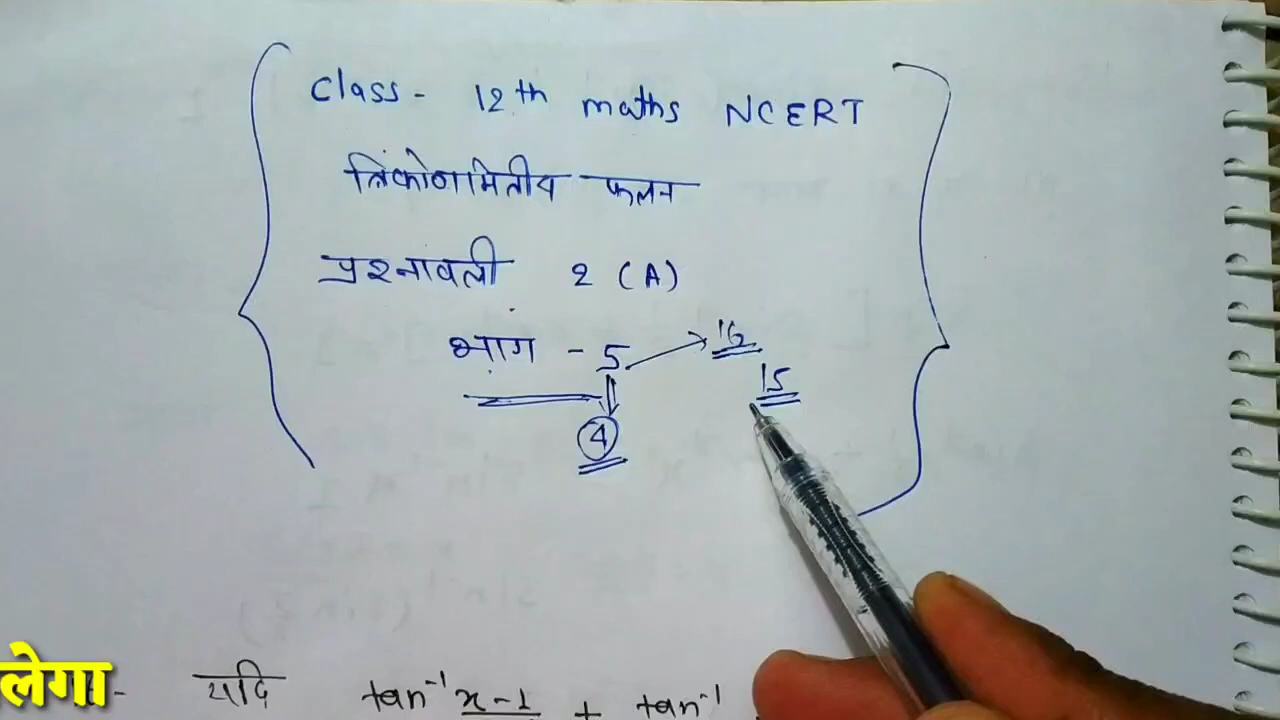 class - 12th maths NCERT
त्रिंकोणमितीय फलन
प्रश्नावली 2 (A)
भाग - 5 → 16
15
4
यदि tan⁻¹ x-1 + tan⁻¹
लेगा